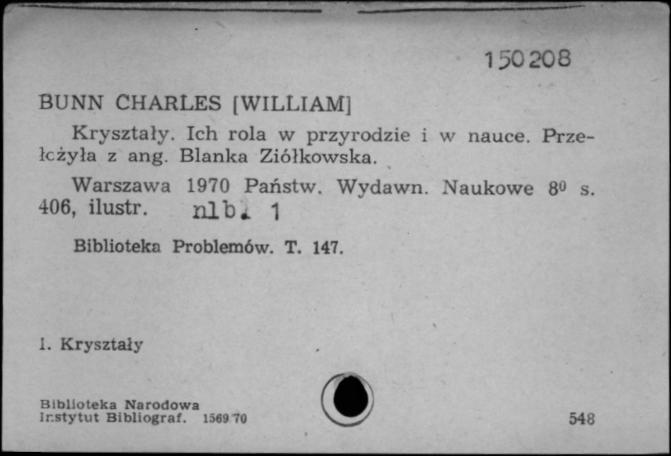 150208
BUNN CHARLES [WILLIAM]
Kryształy. Ich rola w przyrodzie i w nauce. Prze-
łożyła z ang. Blanka Ziółkowska.
Warszawa 1970 Państw. Wydawn. Naukowe 8⁰ s.
406, ilustr. nlb. 1
Biblioteka Problemów. T. 147.
1. Kryształy
Biblioteka Narodowa
Instytut Bibliograf. 1569/70
548